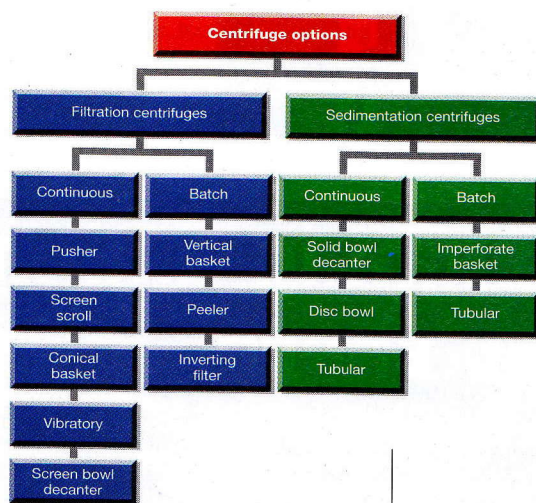 Centrifuge options
Filtration centrifuges
Sedimentation centrifuges
Continuous
Batch
Continuous
Batch
Pusher
Vertical
basket
Solid bowl
decanter
Imperforate
basket
Screen
scroll
Peeler
Disc bowl
Tubular
Conical
basket
Inverting
filter
Tubular
Vibratory
Screen bowl
decanter